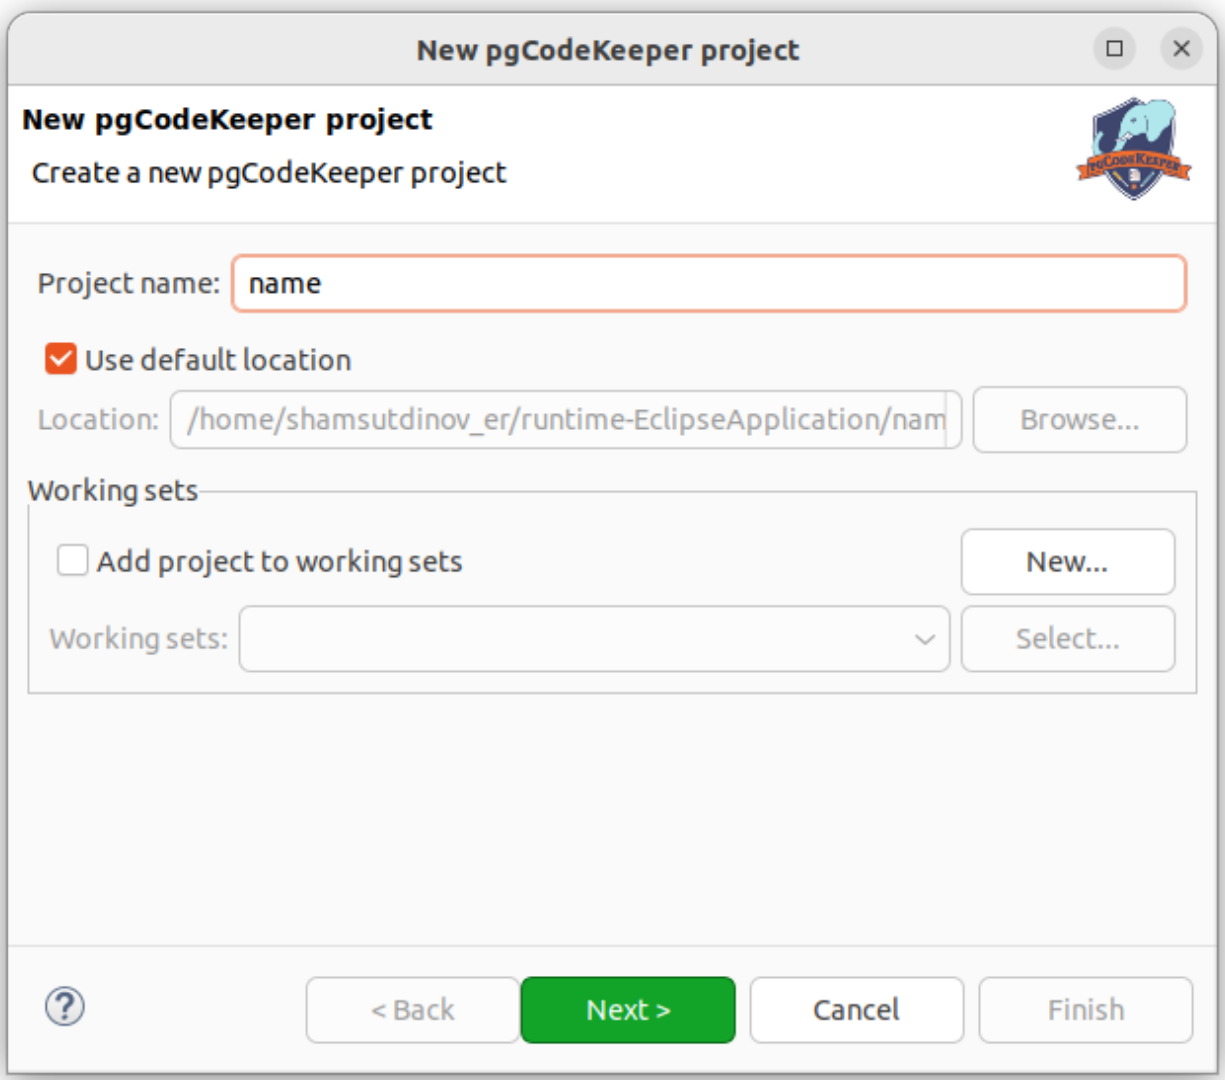 New pgCodeKeeper project
New pgCodeKeeper project
Create a new pgCodeKeeper project
PGCODEKEEPER
Project name: name
Use default location
Location: /home/shamsutdinov_er/runtime-EclipseApplication/nam Browse...
Working sets
Add project to working sets New...
Working sets: Select...
? < Back Next > Cancel Finish